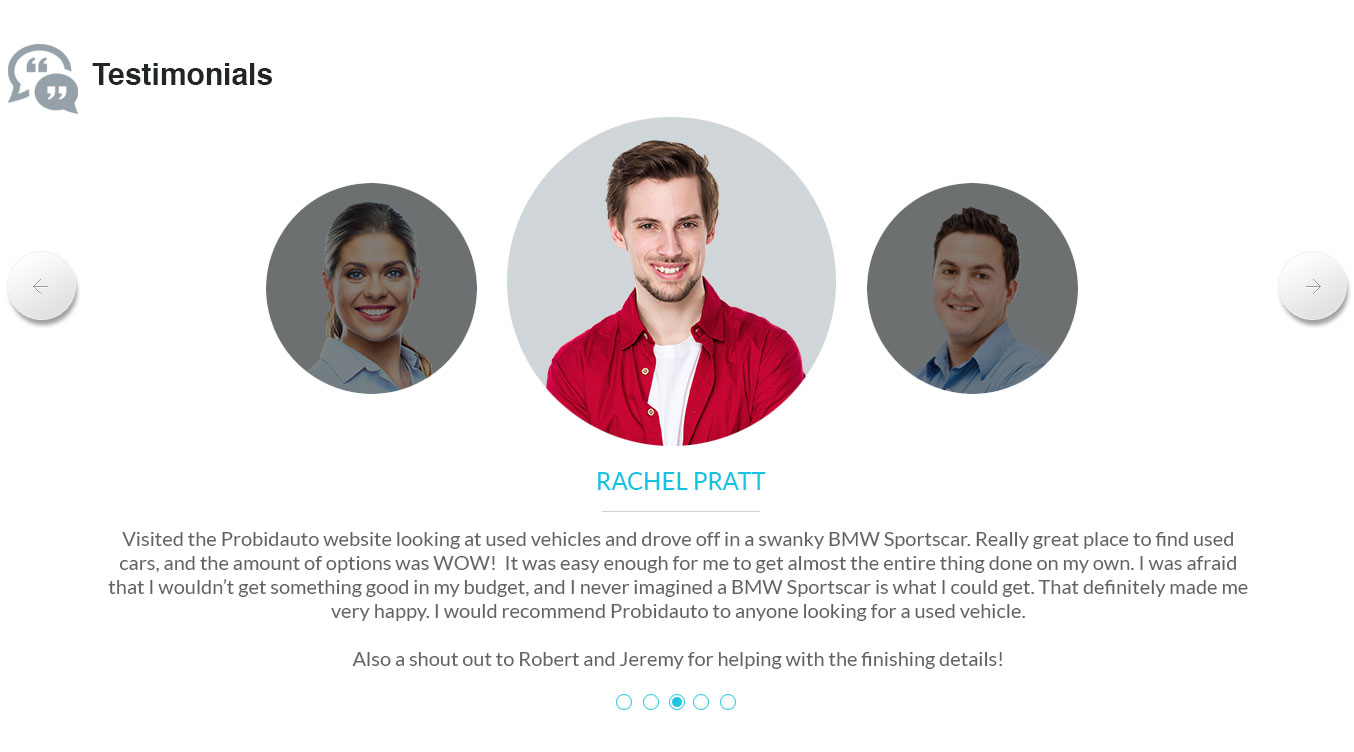 Testimonials
RACHEL PRATT
Visited the Probidauto website looking at used vehicles and drove off in a swanky BMW Sportscar. Really great place to find used
cars, and the amount of options was WOW!  It was easy enough for me to get almost the entire thing done on my own. I was afraid
that I wouldn’t get something good in my budget, and I never imagined a BMW Sportscar is what I could get. That definitely made me
very happy. I would recommend Probidauto to anyone looking for a used vehicle.
Also a shout out to Robert and Jeremy for helping with the finishing details!